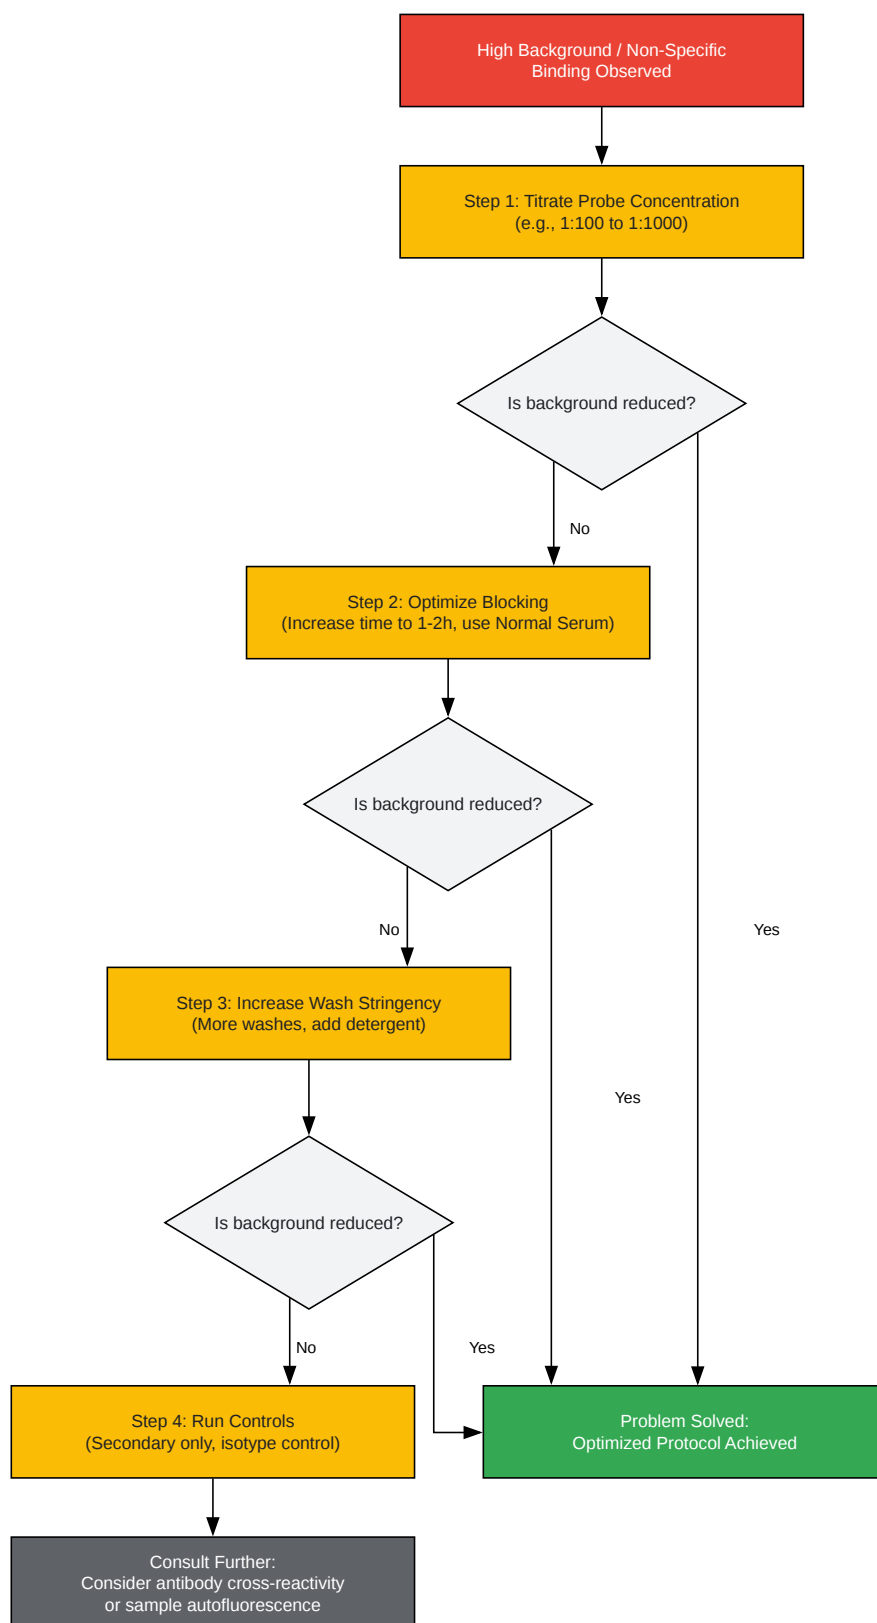 High Background / Non-Specific
Binding Observed
Step 1: Titrate Probe Concentration
(e.g., 1:100 to 1:1000)
Is background reduced?
No
Step 2: Optimize Blocking
(Increase time to 1-2h, use Normal Serum)
Is background reduced?
No
Yes
Step 3: Increase Wash Stringency
(More washes, add detergent)
Yes
Is background reduced?
No
Yes
Step 4: Run Controls
(Secondary only, isotype control)
Problem Solved:
Optimized Protocol Achieved
Consult Further:
Consider antibody cross-reactivity
or sample autofluorescence